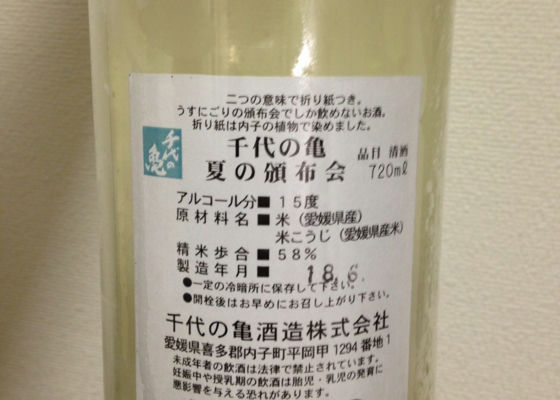 二つの意味で折り紙つき。
うすにごりの頒布会でしか飲めないお酒。
折り紙は内子の植物で染めました。
千代の亀
千代の亀 品目 清酒
夏の頒布会 720mℓ
アルコール分■ 15度
原材料名■ 米(愛媛県産)
米こうじ(愛媛県産米)
精米歩合■ 58%
製造年月■ 18.6.
●一定の冷暗所に保存して下さい。
●開栓後はお早めにお召し上がり下さい。
千代の亀酒造株式会社
愛媛県喜多郡内子町平岡甲1294番地1
未成年者の飲酒は法律で禁止されています。
妊娠中や授乳期の飲酒は胎児・乳児の発育に
悪影響を与える恐れがあります。